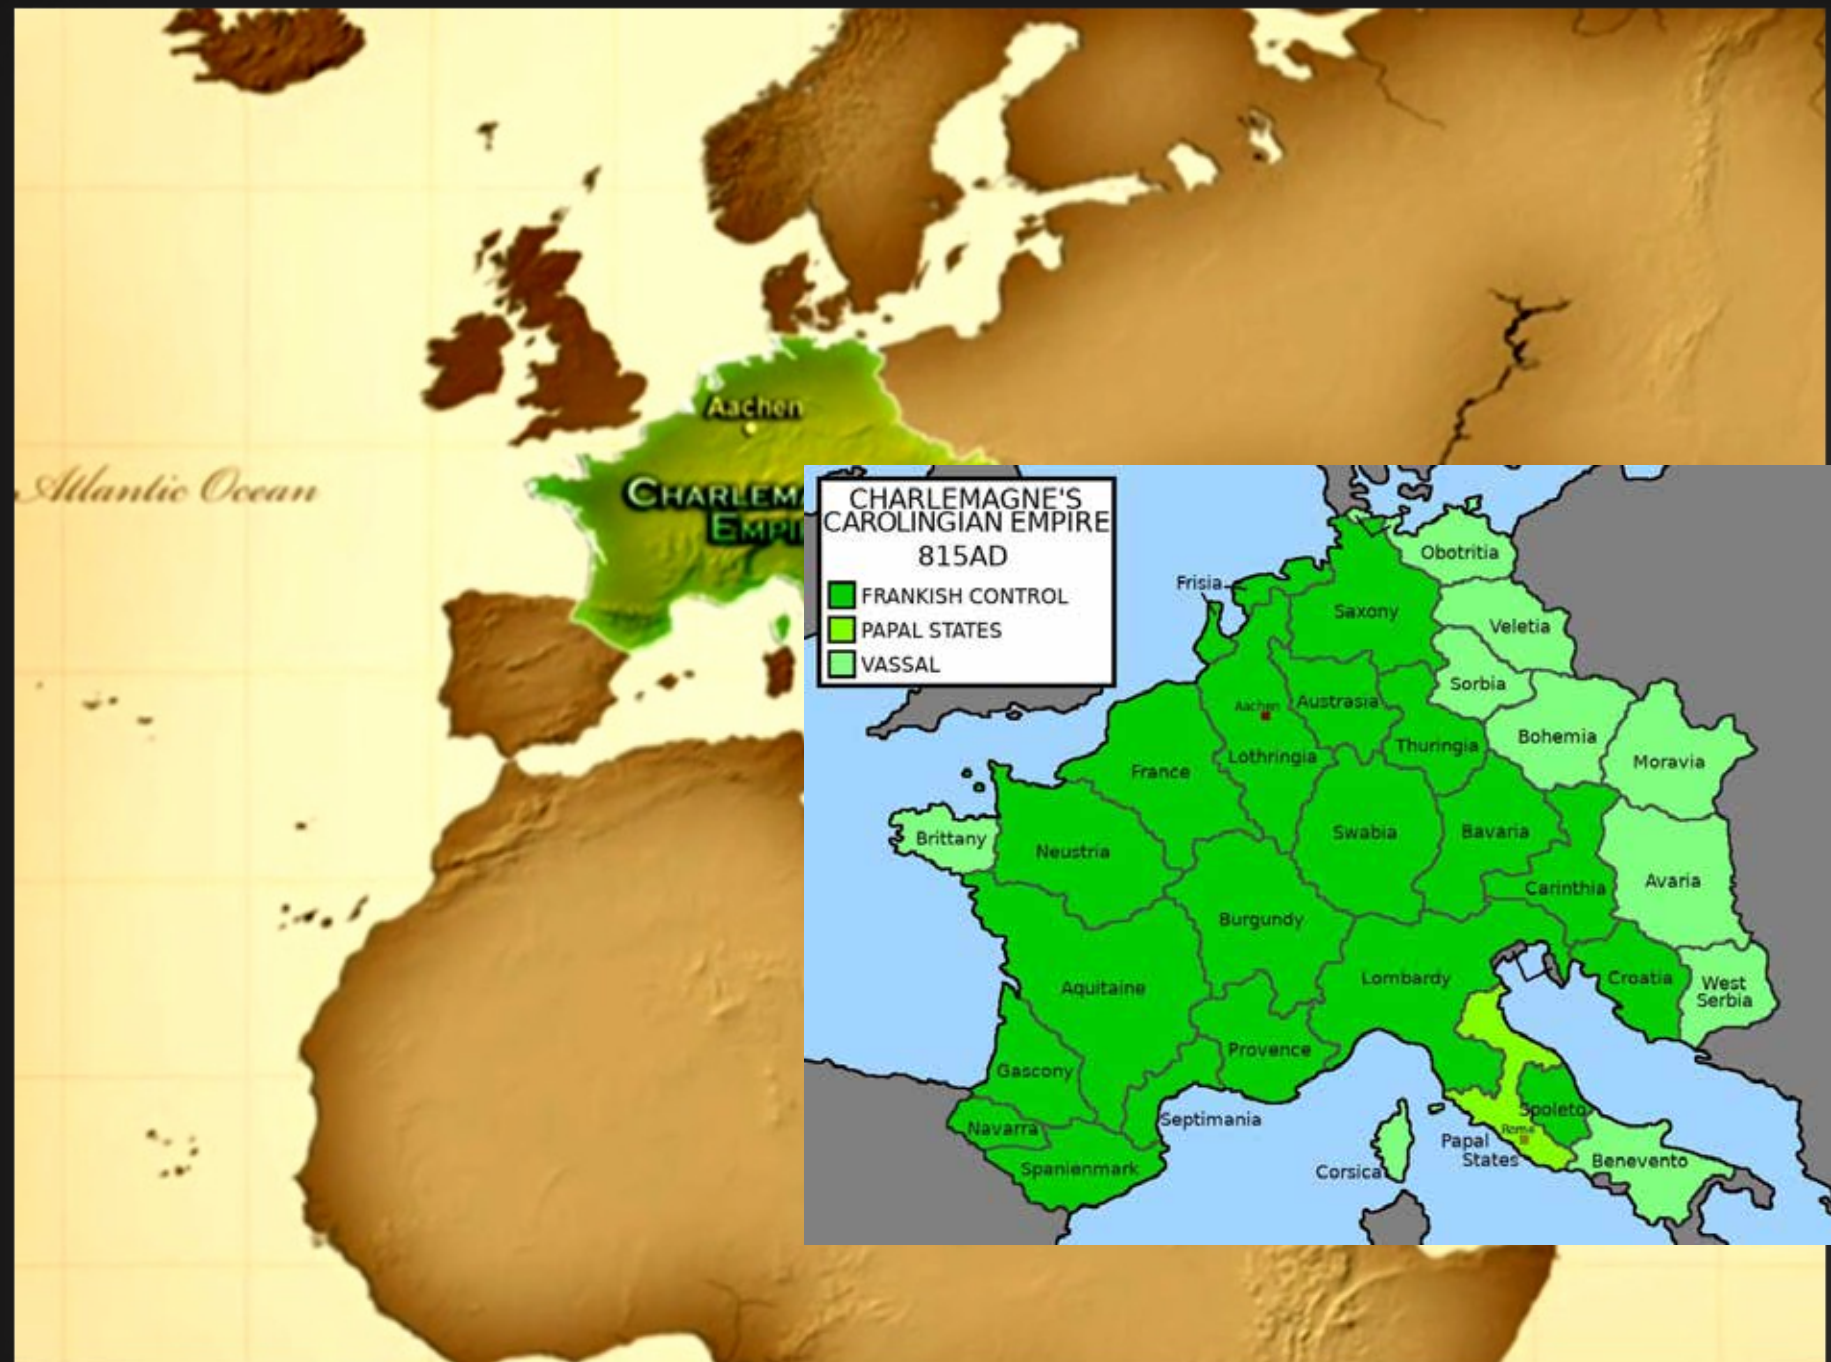 Aachen
Atlantic Ocean
CHARLEM
EMPI
CHARLEMAGNE'S
CAROLINGIAN EMPIRE
815AD
FRANKISH CONTROL
PAPAL STATES
VASSAL
Obotritia
Frisia
Saxony
Veletia
Sorbia
Austrasia
Aachen
Bohemia
Thuringia
Lothringia
Moravia
France
Brittany
Neustria
Swabia
Bavaria
Avaria
Carinthia
Burgundy
Aquitaine
Lombardy
Croatia
West
Serbia
Provence
Gascony
Septimania
Spoleto
Navarra
Rome
Papal
States
Benevento
Spanienmark
Corsica